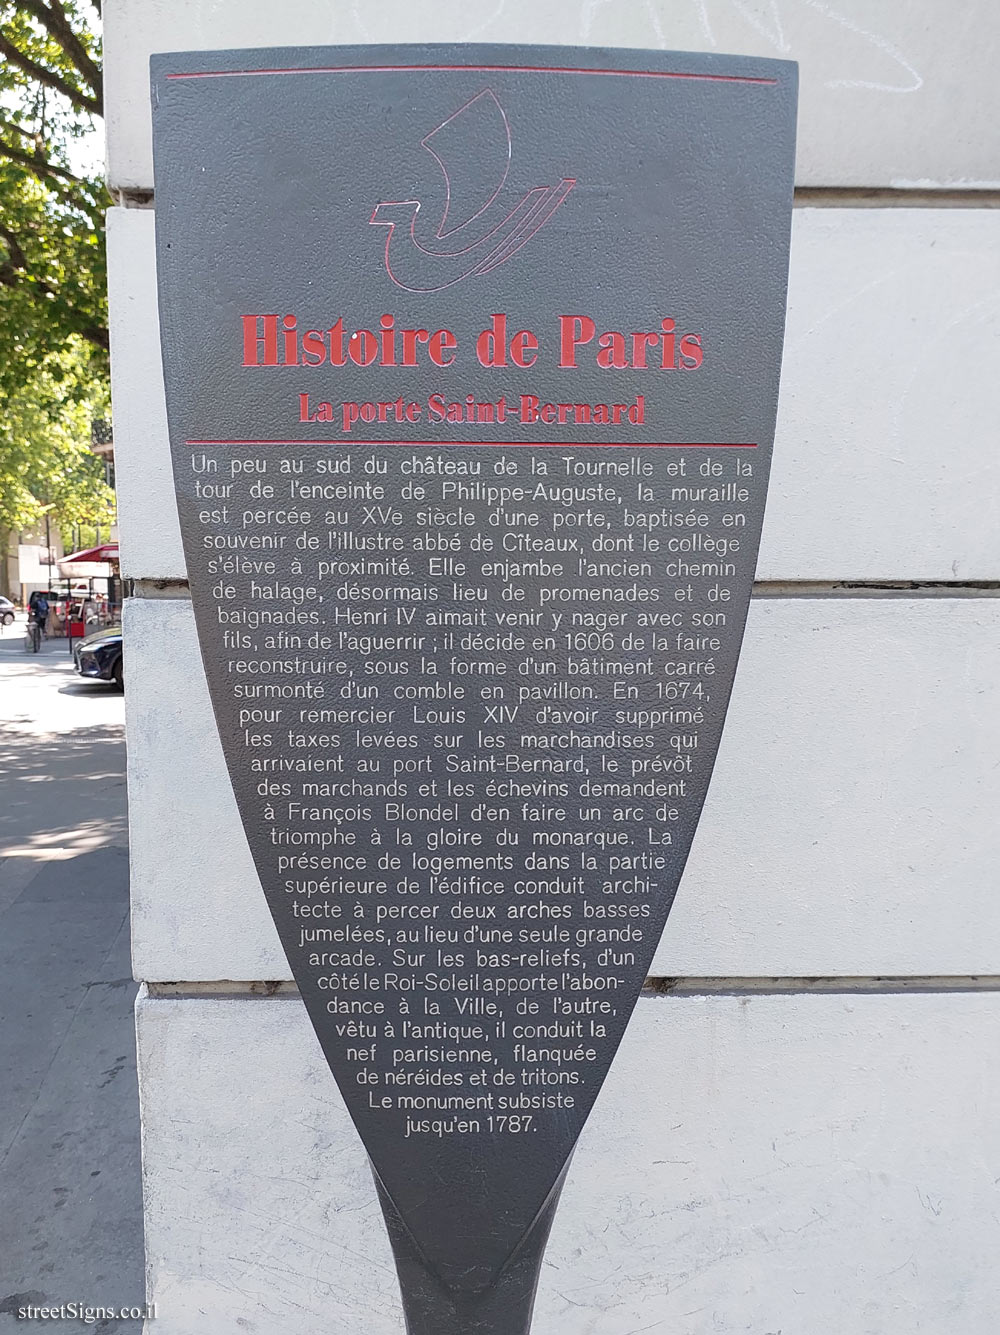 Histoire de Paris
La porte Saint-Bernard
Un peu au sud du château de la Tournelle et de la
tour de l'enceinte de Philippe-Auguste, la muraille
est percée au XVe siècle d'une porte, baptisée en
souvenir de l'illustre abbé de Cîteaux, dont le collège
s'élève à proximité. Elle enjambe l'ancien chemin
de halage, désormais lieu de promenades et de
baignades. Henri IV aimait venir y nager avec son
fils, afin de l'aguerrir ; il décide en 1606 de la faire
reconstruire, sous la forme d'un bâtiment carré
surmonté d'un comble en pavillon. En 1674,
pour remercier Louis XIV d'avoir supprimé
les taxes levées sur les marchandises qui
arrivaient au port Saint-Bernard, le prévôt
des marchands et les échevins demandent
à François Blondel d'en faire un arc de
triomphe à la gloire du monarque. La
présence de logements dans la partie
supérieure de l'édifice conduit archi-
tecte à percer deux arches basses
jumelées, au lieu d'une seule grande
arcade. Sur les bas-reliefs, d'un
côté le Roi-Soleil apporte l'abon-
dance à la Ville, de l'autre,
vêtu à l'antique, il conduit la
nef parisienne, flanquée
de néréides et de tritons.
Le monument subsiste
jusqu'en 1787.
streetSigns.co.il